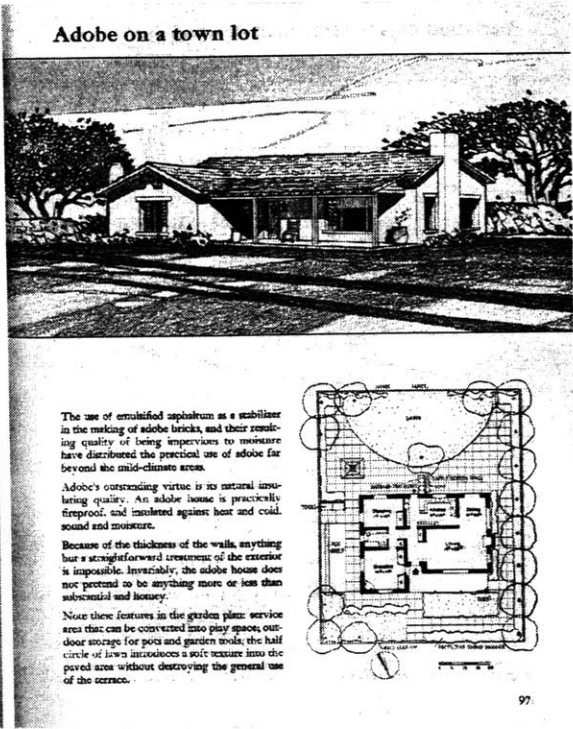 Adobe on a town lot
The use of emulsified asphaltum as a stabilizer
in the making of adobe bricks, and their result-
ing quality of being impervious to moisture
have distributed the practical use of adobe far
beyond the mild-climate areas.
Adobe's outstanding virtue is its natural insu-
lating quality. An adobe house is practically
fireproof, and insulated against heat and cold,
sound and moisture.
Because of the thickness of the walls, anything
but a straightforward treatment of the exterior
is impossible. Invariably, the adobe house does
not pretend to be anything more or less than
substantial and homey.
Note these features in the garden plan: service
area that can be converted into play space; out-
door storage for pots and garden tools; the half
circle of lawn introduces a soft texture into the
paved area without destroying the general use
of the terrace.
97